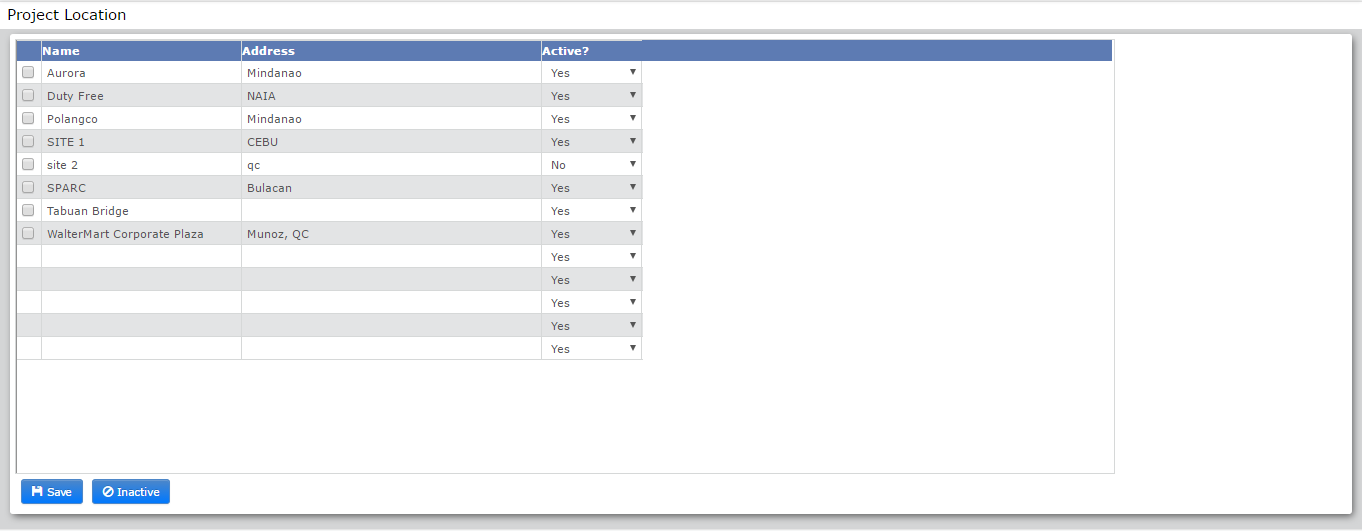 Project Location
Name Address Active?
Aurora Mindanao Yes
Duty Free NAIA Yes
Polangco Mindanao Yes
SITE 1 CEBU Yes
site 2 qc No
SPARC Bulacan Yes
Tabuan Bridge Yes
WalterMart Corporate Plaza Munoz, QC Yes
Yes
Yes
Yes
Yes
Yes
Save Inactive